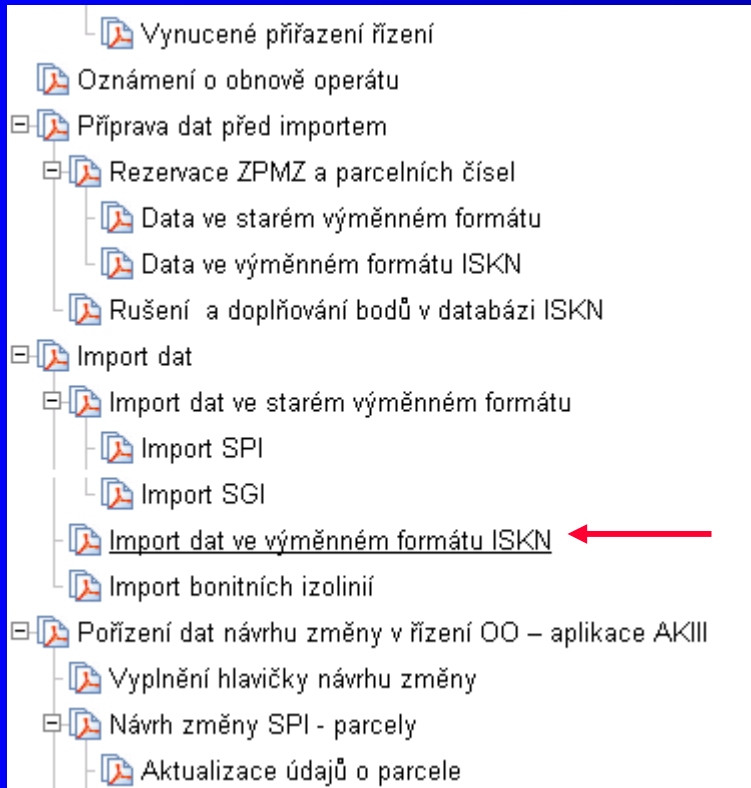 Vynucené přiřazení řízení
Oznámení o obnově operátu
Příprava dat před importem
Rezervace ZPMZ a parcelních čísel
Data ve starém výměnném formátu
Data ve výměnném formátu ISKN
Rušení  a doplňování bodů v databázi ISKN
Import dat
Import dat ve starém výměnném formátu
Import SPI
Import SGI
Import dat ve výměnném formátu ISKN
Import bonitních izolinií
Pořízení dat návrhu změny v řízení OO – aplikace AKIII
Vyplnění hlavičky návrhu změny
Návrh změny SPI - parcely
Aktualizace údajů o parcele